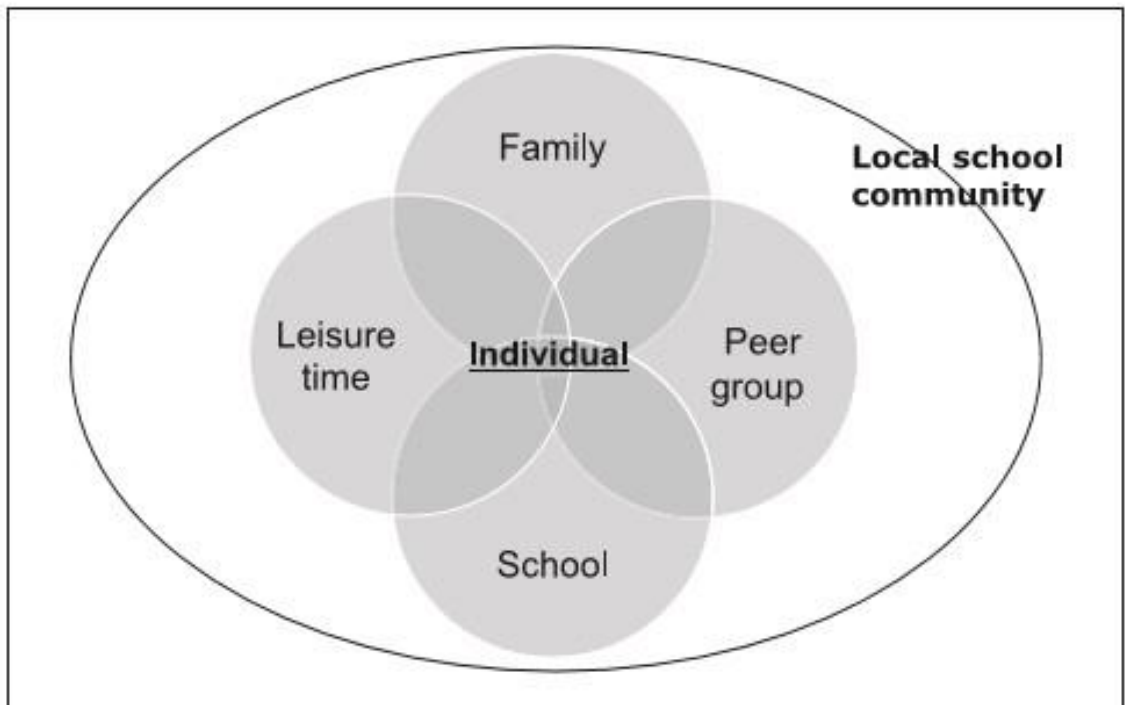 Family
Local school
community
Leisure
time
Individual
Peer
group
School